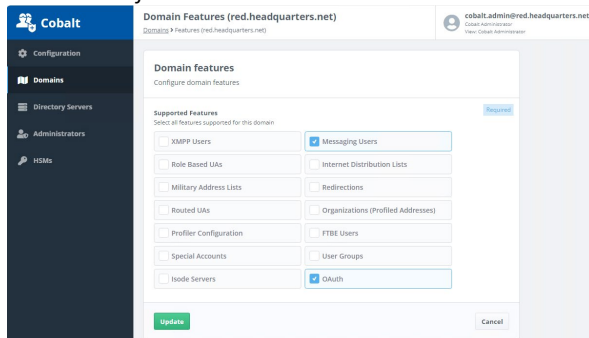 Cobalt
Domain Features (red.headquarters.net)
Domains > Features (red.headquarters.net)
cobalt.admin@red.headquarters.net
Cobalt Administrator
View: Cobalt Administrator
Configuration
Domains
Directory Servers
Administrators
HSMs
Domain features
Configure domain features
Supported Features
Required
Select all features supported for this domain
XMPP Users
Messaging Users
Role Based UAs
Internet Distribution Lists
Military Address Lists
Redirections
Routed UAs
Organizations (Profiled Addresses)
Profiler Configuration
FTBE Users
Special Accounts
User Groups
Isode Servers
OAuth
Update
Cancel